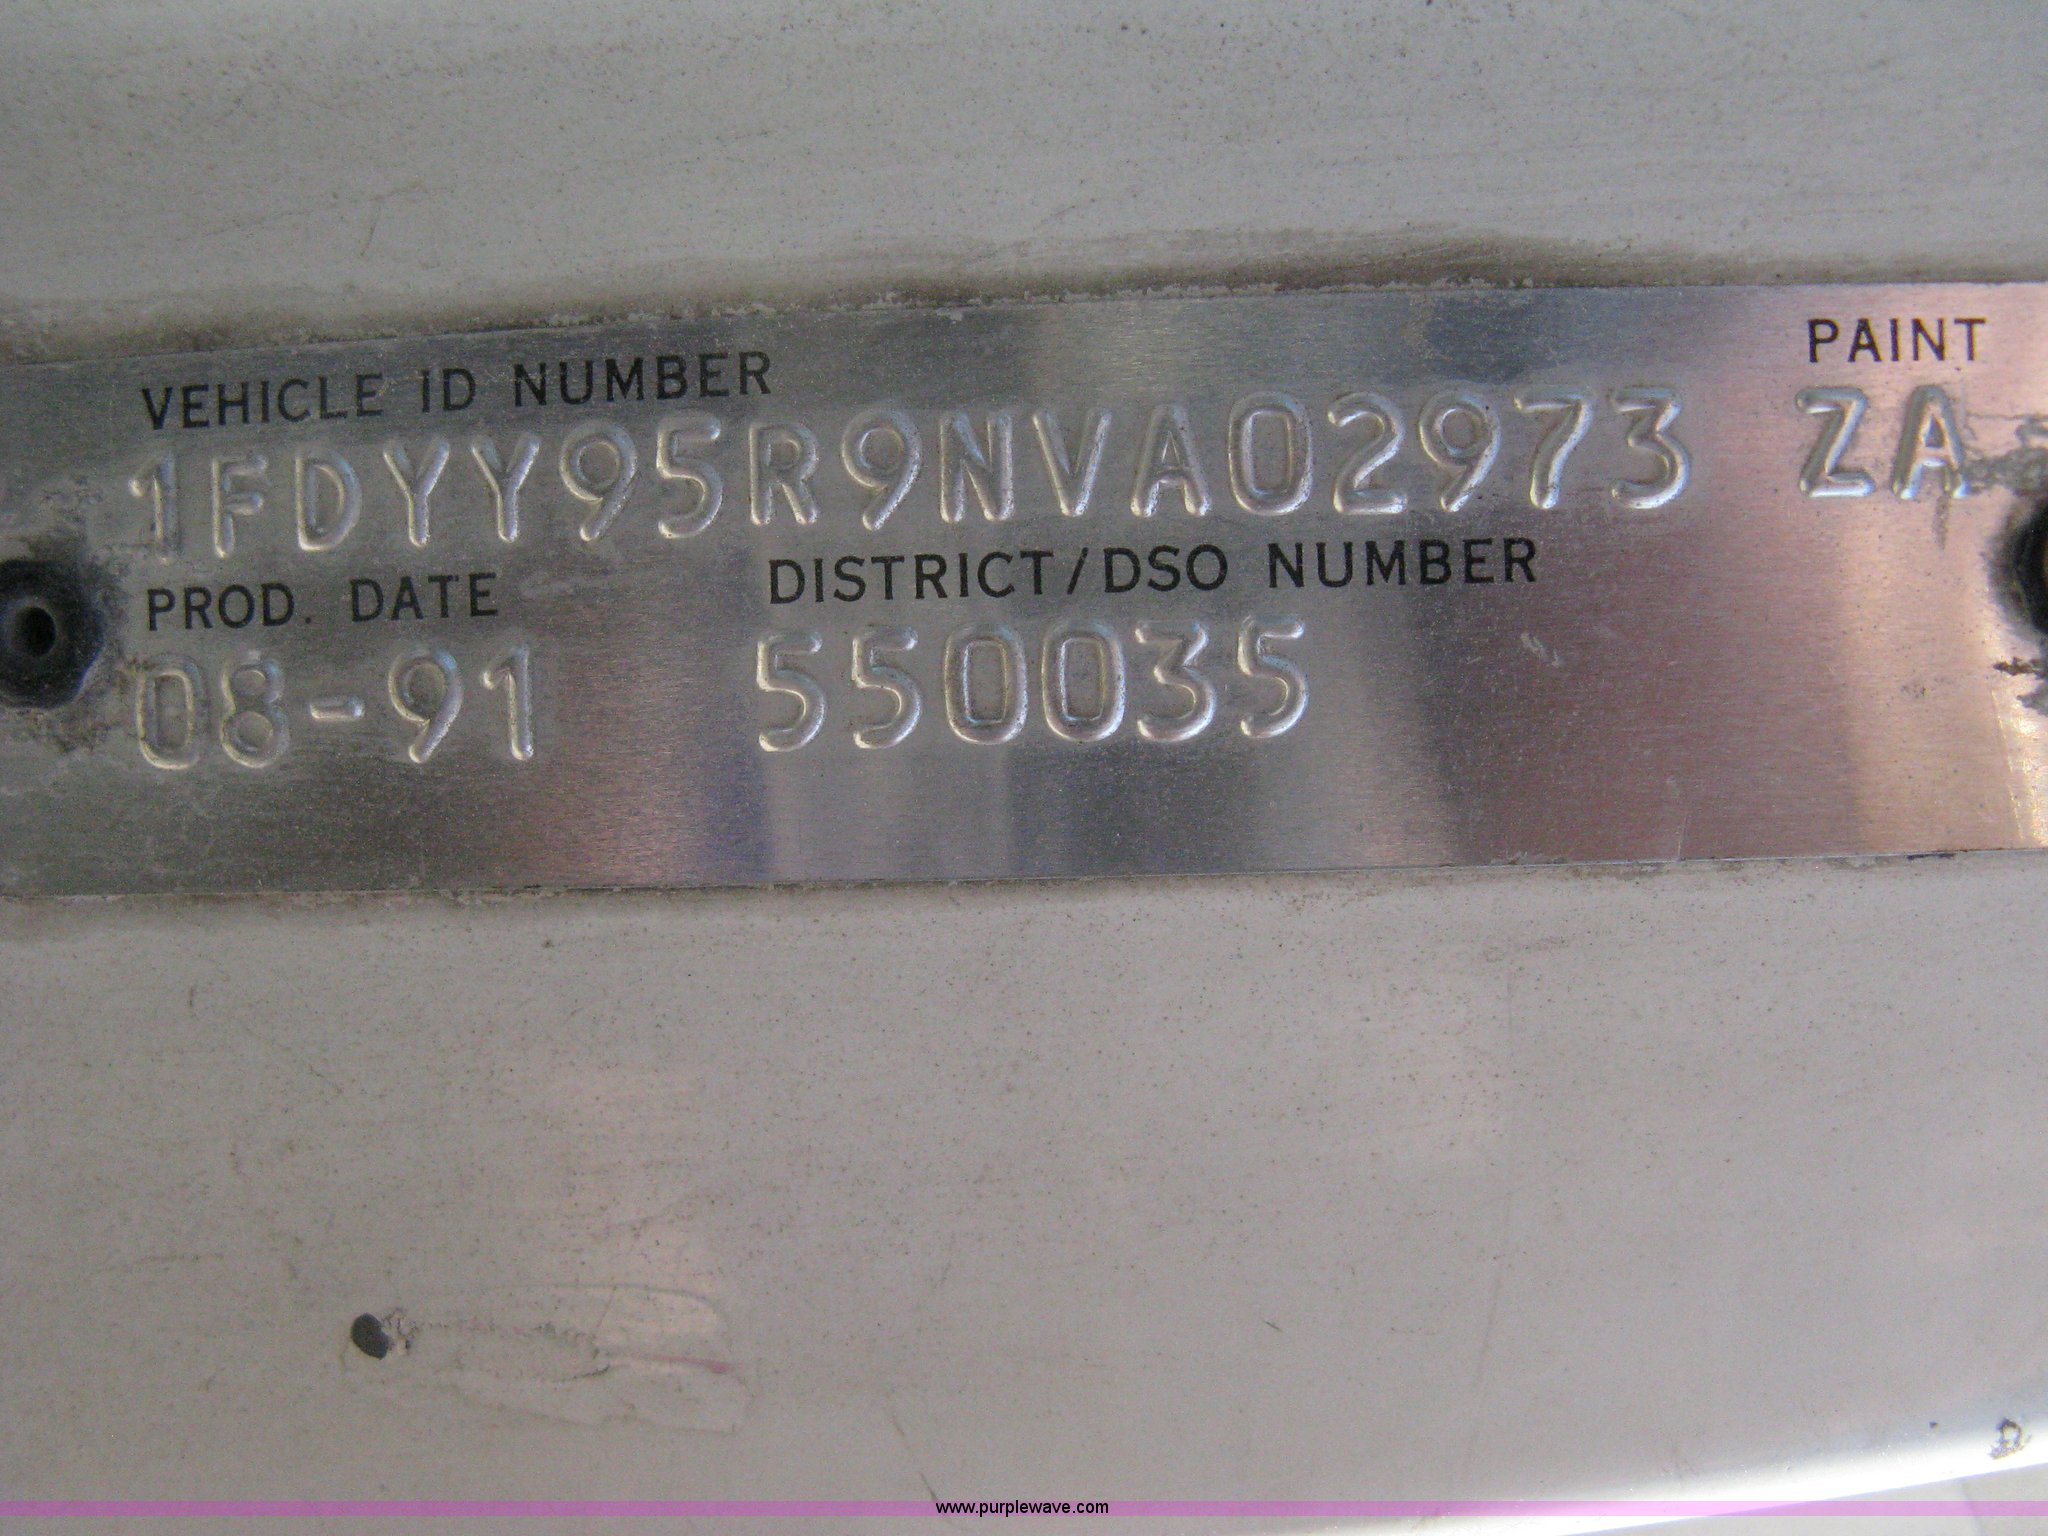 PAINT
VEHICLE ID NUMBER
1FDYY95R9NVA02973 ZA
PROD. DATE DISTRICT/DSO NUMBER
08-91 550035
www.purplewave.com